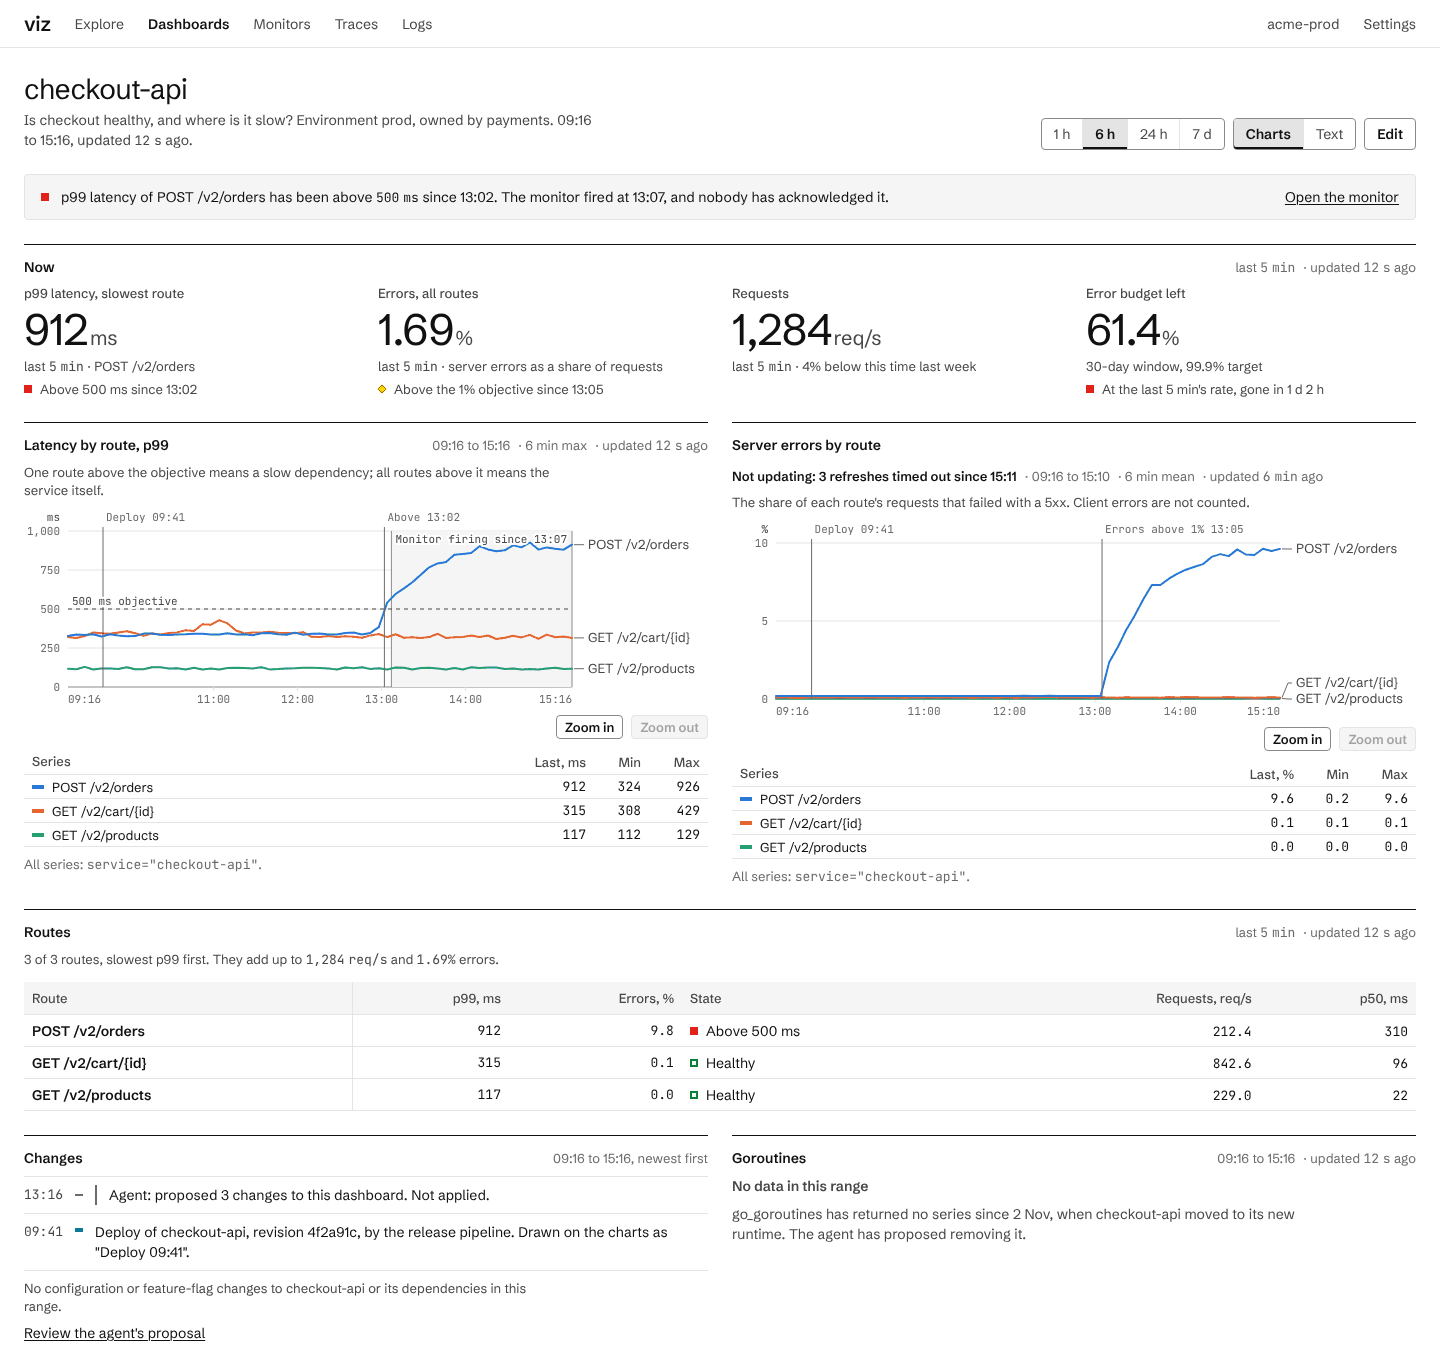 viz Explore Dashboards Monitors Traces Logs acme-prod Settings
checkout-api
Is checkout healthy, and where is it slow? Environment prod, owned by payments. 09:16
to 15:16, updated 12 s ago.
1 h 6 h 24 h 7 d Charts Text Edit
p99 latency of POST /v2/orders has been above 500 ms since 13:02. The monitor fired at 13:07, and nobody has acknowledged it. Open the monitor
Now last 5 min · updated 12 s ago
p99 latency, slowest route
912 ms
last 5 min · POST /v2/orders
Above 500 ms since 13:02
Errors, all routes
1.69 %
last 5 min · server errors as a share of requests
Above the 1% objective since 13:05
Requests
1,284 req/s
last 5 min · 4% below this time last week
Error budget left
61.4 %
30-day window, 99.9% target
At the last 5 min's rate, gone in 1 d 2 h
Latency by route, p99 09:16 to 15:16 · 6 min max · updated 12 s ago
One route above the objective means a slow dependency; all routes above it means the
service itself.
ms Deploy 09:41 Above 13:02
1,000 Monitor firing since 13:07 POST /v2/orders
750
500 ms objective
500
GET /v2/cart/{id}
250
GET /v2/products
0
09:16 11:00 12:00 13:00 14:00 15:16
Zoom in Zoom out
Series Last, ms Min Max
POST /v2/orders 912 324 926
GET /v2/cart/{id} 315 308 429
GET /v2/products 117 112 129
All series: service="checkout-api".
Server errors by route
Not updating: 3 refreshes timed out since 15:11 · 09:16 to 15:10 · 6 min mean · updated 6 min ago
The share of each route's requests that failed with a 5xx. Client errors are not counted.
% Deploy 09:41 Errors above 1% 13:05
10 POST /v2/orders
5
GET /v2/cart/{id}
0 GET /v2/products
09:16 11:00 12:00 13:00 14:00 15:10
Zoom in Zoom out
Series Last, % Min Max
POST /v2/orders 9.6 0.2 9.6
GET /v2/cart/{id} 0.1 0.1 0.1
GET /v2/products 0.0 0.0 0.0
All series: service="checkout-api".
Routes last 5 min · updated 12 s ago
3 of 3 routes, slowest p99 first. They add up to 1,284 req/s and 1.69% errors.
Route p99, ms Errors, % State Requests, req/s p50, ms
POST /v2/orders 912 9.8 Above 500 ms 212.4 310
GET /v2/cart/{id} 315 0.1 Healthy 842.6 96
GET /v2/products 117 0.0 Healthy 229.0 22
Changes 09:16 to 15:16, newest first
13:16 Agent: proposed 3 changes to this dashboard. Not applied.
09:41 Deploy of checkout-api, revision 4f2a91c, by the release pipeline. Drawn on the charts as
"Deploy 09:41".
No configuration or feature-flag changes to checkout-api or its dependencies in this
range.
Review the agent's proposal
Goroutines 09:16 to 15:16 · updated 12 s ago
No data in this range
go_goroutines has returned no series since 2 Nov, when checkout-api moved to its new
runtime. The agent has proposed removing it.